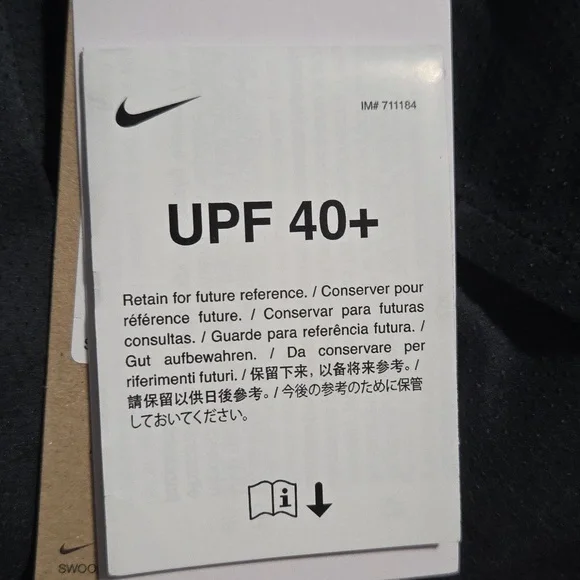 IM# 711184
UPF 40+
Retain for future reference. / Conserver pour
référence future. / Conservar para futuras
consultas. / Guarde para referência futura. /
Gut aufbewahren. / Da conservare per
riferimenti futuri. / 保留下来，以备将来参考。/
請保留以供日後參考。/ 今後の参考のために保管
しておいてください。
i
SWOO